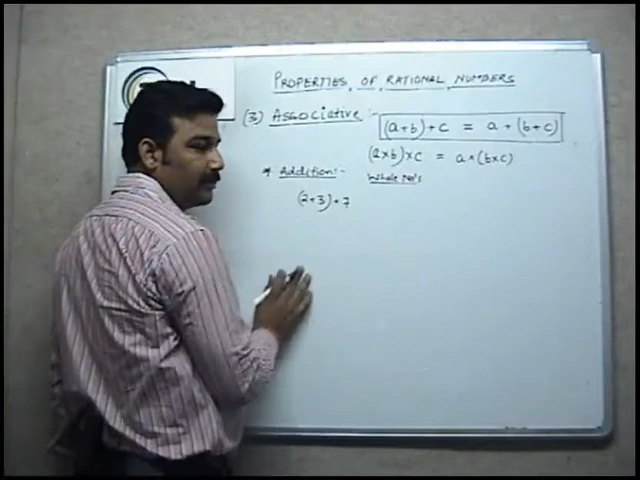 PROPERTIES OF RATIONAL NUMBERS
(3) ASSOCIATIVE :- (a+b)+c = a+(b+c)
(a×b)×c = a×(b×c)
* Addition:- Whole No's
(2+3)+7